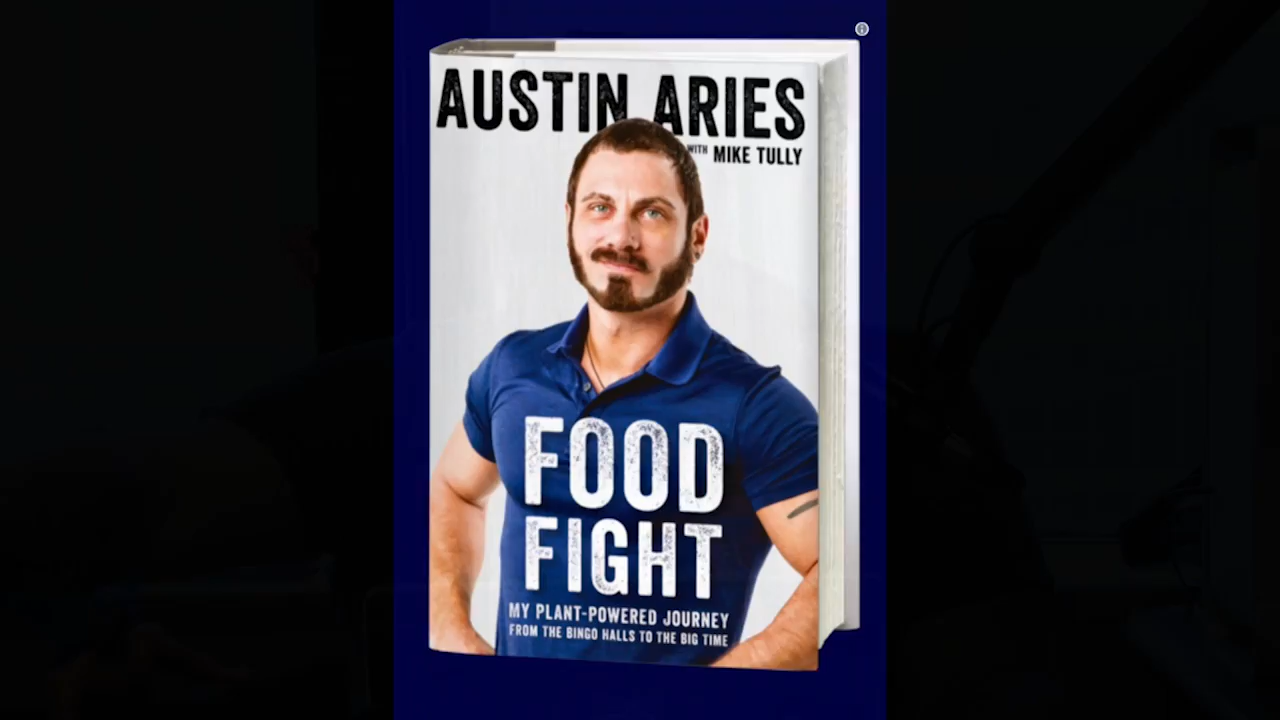 AUSTIN ARIES
WITH MIKE TULLY
FOOD
FIGHT
MY PLANT-POWERED JOURNEY
FROM THE BINGO HALLS TO THE BIG TIME